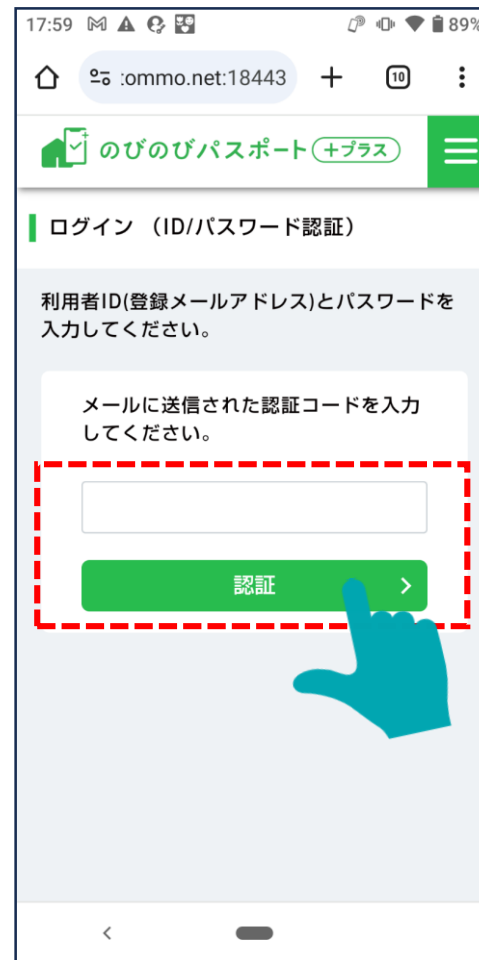 17:59 89%
:ommo.net:18443 10
のびのびパスポート +プラス
ログイン （ID/パスワード認証）
利用者ID(登録メールアドレス)とパスワードを
入力してください。
メールに送信された認証コードを入力
してください。
認証